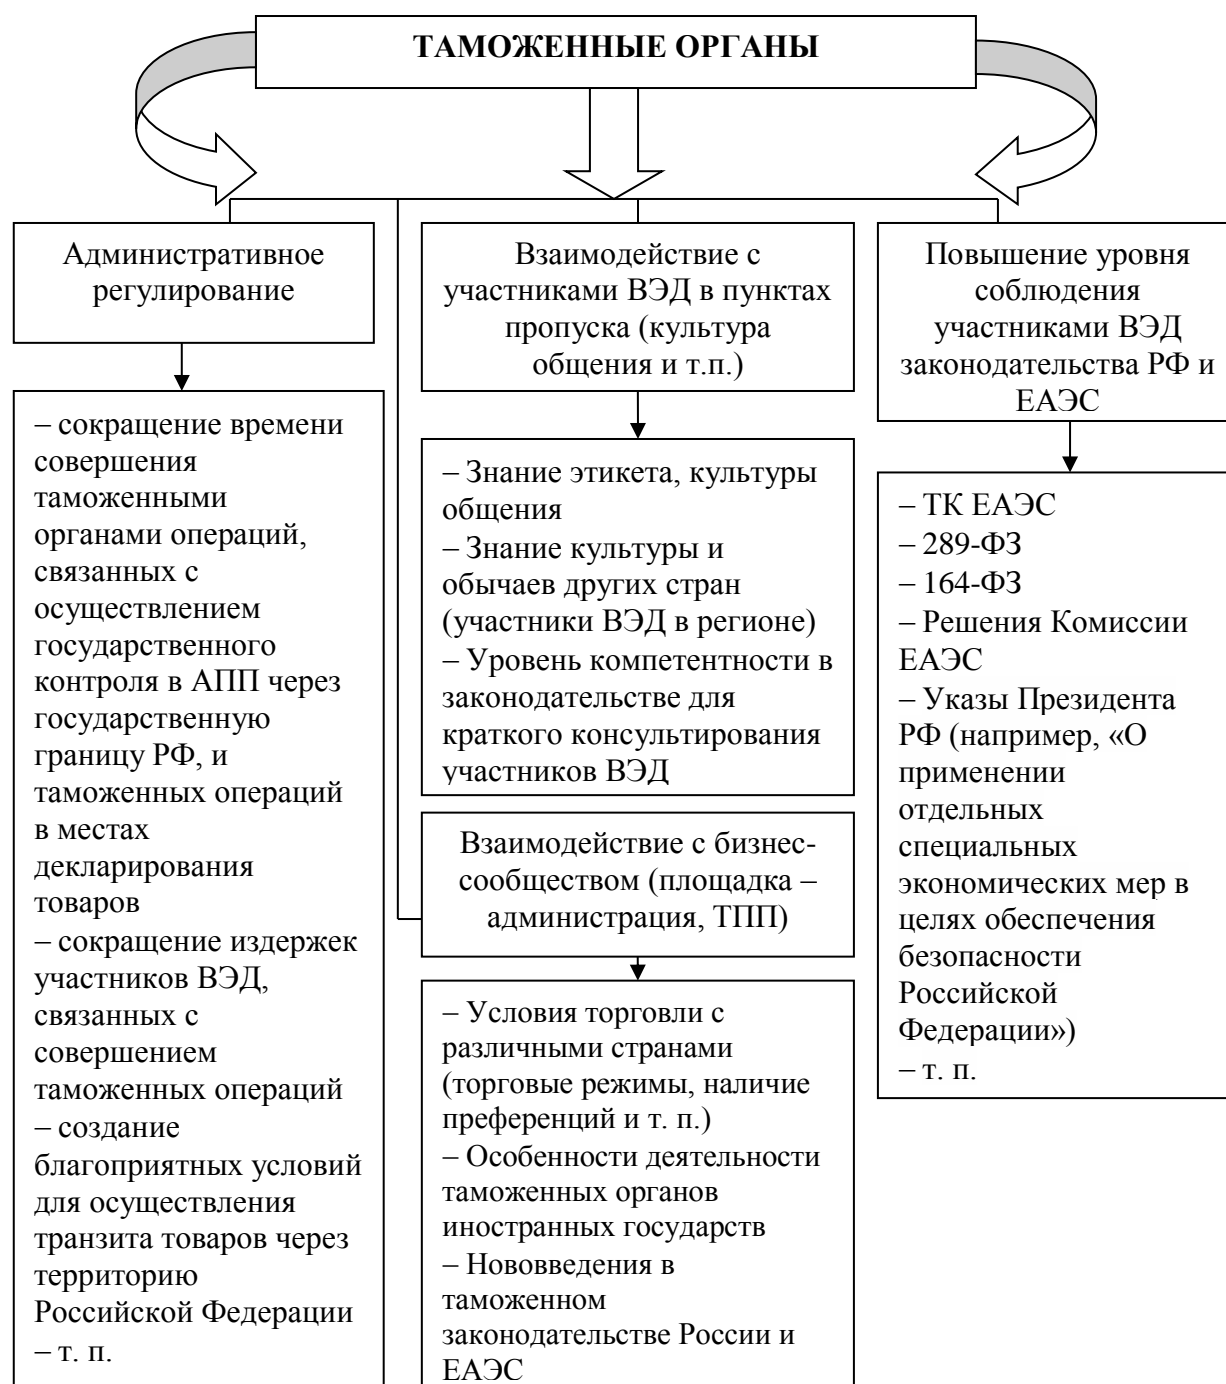 ТАМОЖЕННЫЕ ОРГАНЫ
Административное
регулирование
– сокращение времени
совершения
таможенными
органами операций,
связанных с
осуществлением
государственного
контроля в АПП через
государственную
границу РФ, и
таможенных операций
в местах
декларирования
товаров
– сокращение издержек
участников ВЭД,
связанных с
совершением
таможенных операций
– создание
благоприятных условий
для осуществления
транзита товаров через
территорию
Российской Федерации
– т. п.
Взаимодействие с
участниками ВЭД в пунктах
пропуска (культура
общения и т.п.)
– Знание этикета, культуры
общения
– Знание культуры и
обычаев других стран
(участники ВЭД в регионе)
– Уровень компетентности в
законодательстве для
краткого консультирования
участников ВЭД
Взаимодействие с бизнес-
сообществом (площадка –
администрация, ТПП)
– Условия торговли с
различными странами
(торговые режимы, наличие
преференций и т. п.)
– Особенности деятельности
таможенных органов
иностранных государств
– Нововведения в
таможенном
законодательстве России и
ЕАЭС
Повышение уровня
соблюдения
участниками ВЭД
законодательства РФ и
ЕАЭС
– ТК ЕАЭС
– 289-ФЗ
– 164-ФЗ
– Решения Комиссии
ЕАЭС
– Указы Президента
РФ (например, «О
применении
отдельных
специальных
экономических мер в
целях обеспечения
безопасности
Российской
Федерации»)
– т. п.